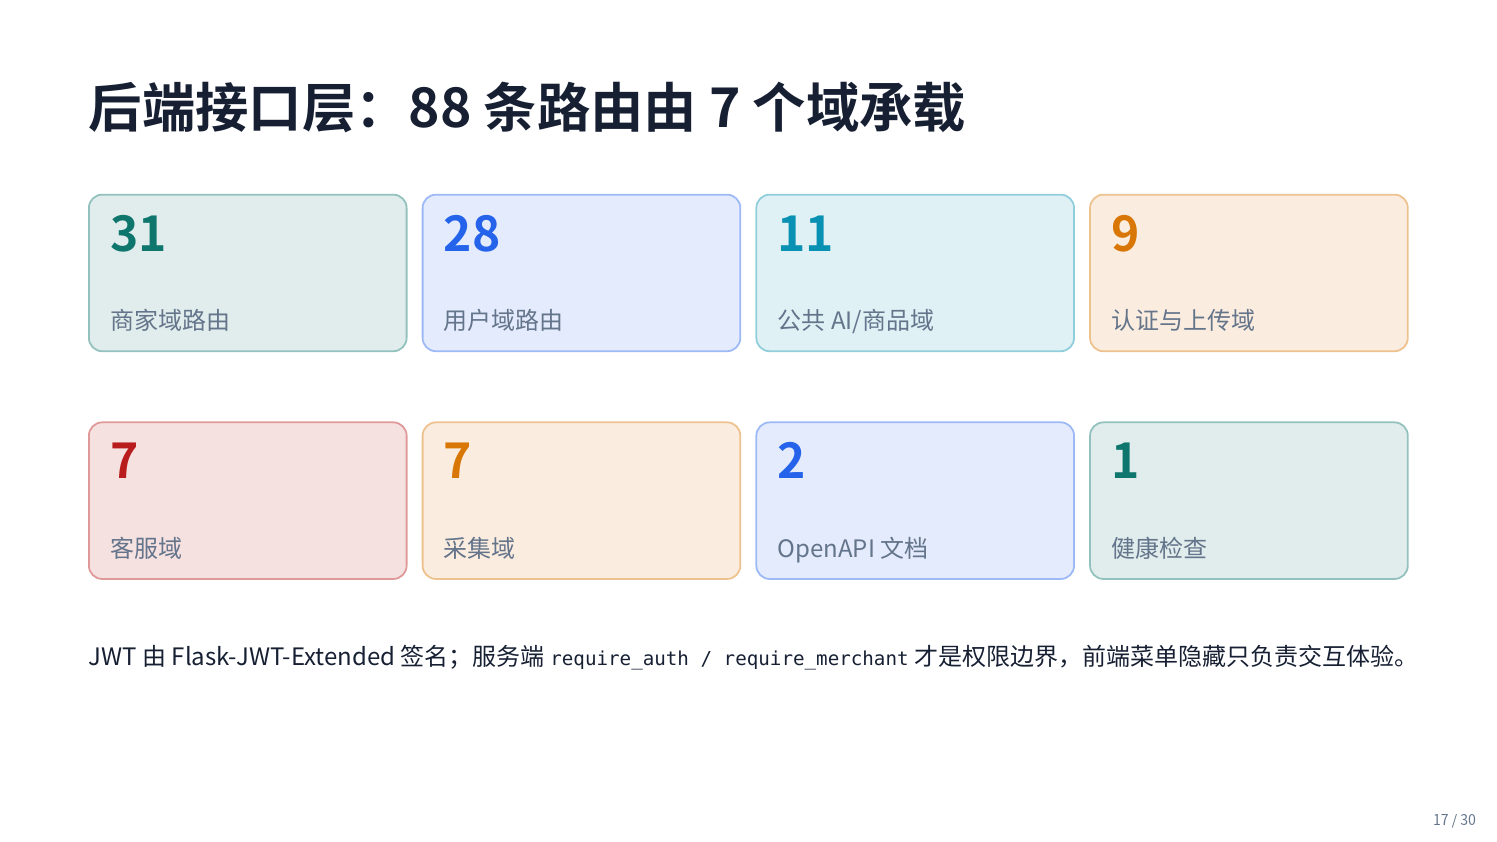 后端接口层：88 条路由由 7 个域承载
31
商家域路由
28
用户域路由
11
公共 AI/商品域
9
认证与上传域
7
客服域
7
采集域
2
OpenAPI 文档
1
健康检查
JWT 由 Flask-JWT-Extended 签名；服务端 require_auth / require_merchant 才是权限边界，前端菜单隐藏只负责交互体验。
17 / 30